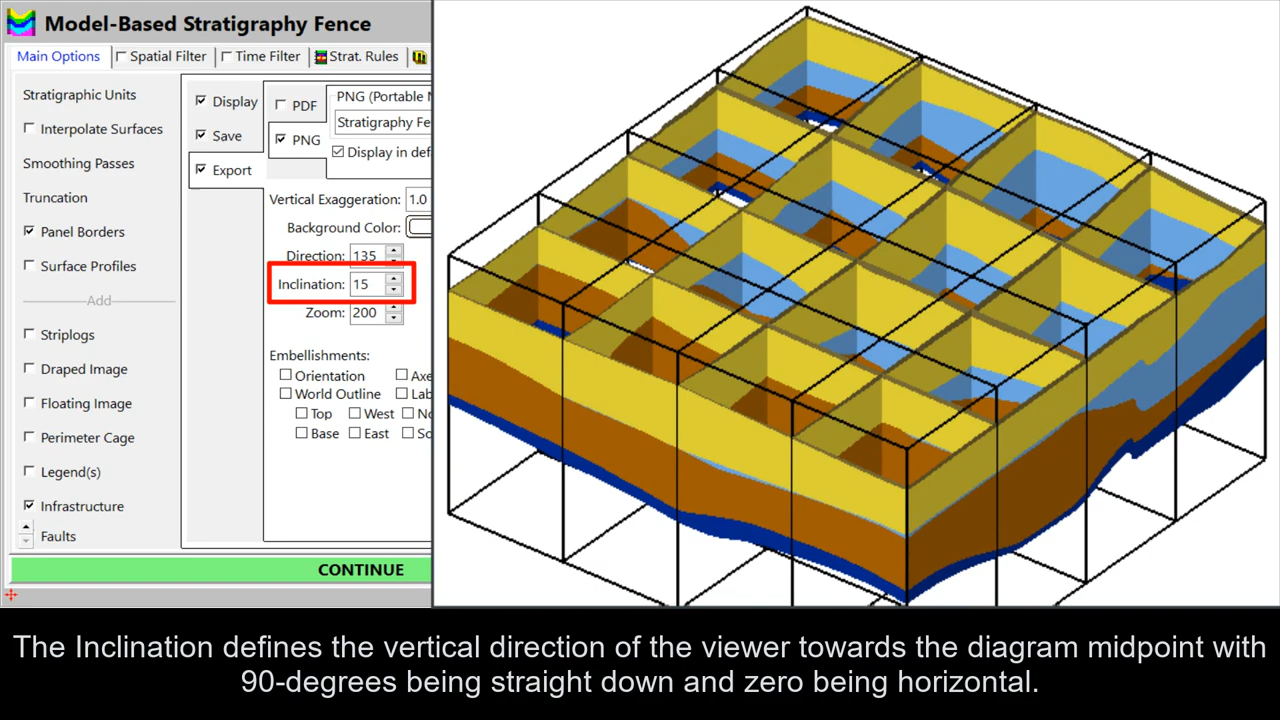 Model-Based Stratigraphy Fence
Main Options
Spatial Filter
Time Filter
Strat. Rules
Stratigraphic Units
Interpolate Surfaces
Smoothing Passes
Truncation
Panel Borders
Surface Profiles
Add
Striplogs
Draped Image
Floating Image
Perimeter Cage
Legend(s)
Infrastructure
Faults
Display
Save
Export
PDF
PNG
PNG (Portable
Stratigraphy Fe
Display in def
Vertical Exaggeration: 1.0
Background Color:
Direction: 135
Inclination: 15
Zoom: 200
Embellishments:
Orientation
Axe
World Outline
Lab
Top
West
No
Base
East
So
CONTINUE
The Inclination defines the vertical direction of the viewer towards the diagram midpoint with
90-degrees being straight down and zero being horizontal.